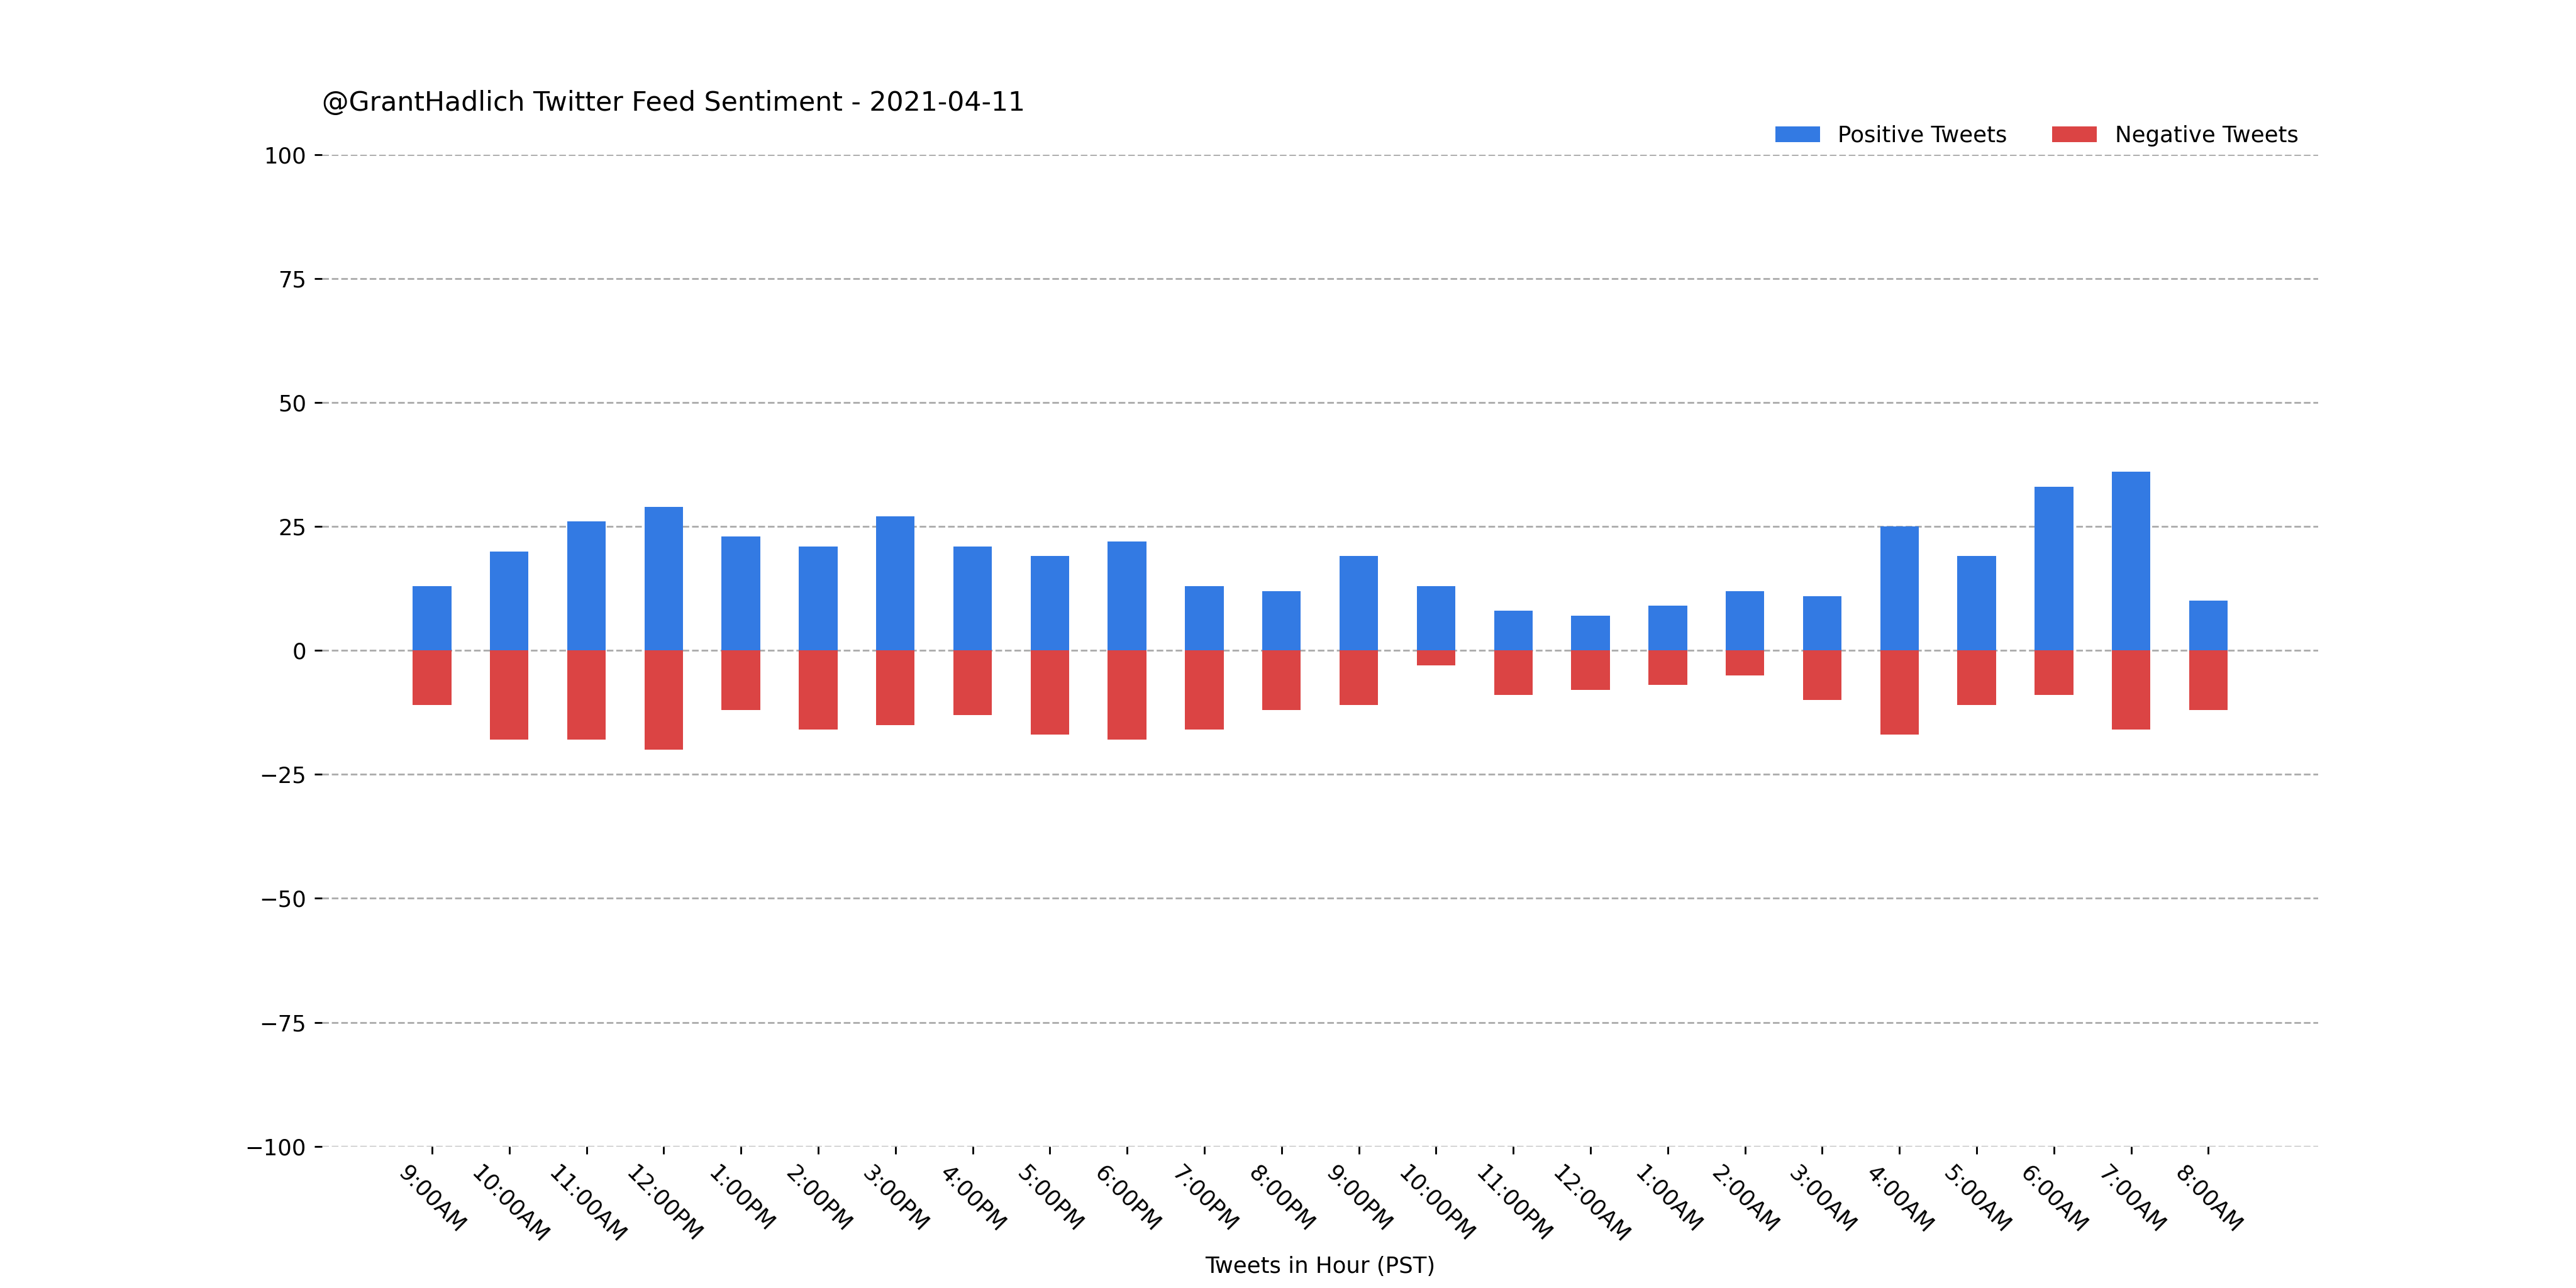 @GrantHadlich Twitter Feed Sentiment - 2021-04-11
Positive Tweets
Negative Tweets
100
75
50
25
0
−25
−50
−75
−100
9:00AM
10:00AM
11:00AM
12:00PM
1:00PM
2:00PM
3:00PM
4:00PM
5:00PM
6:00PM
7:00PM
8:00PM
9:00PM
10:00PM
11:00PM
12:00AM
1:00AM
2:00AM
3:00AM
4:00AM
5:00AM
6:00AM
7:00AM
8:00AM
Tweets in Hour (PST)